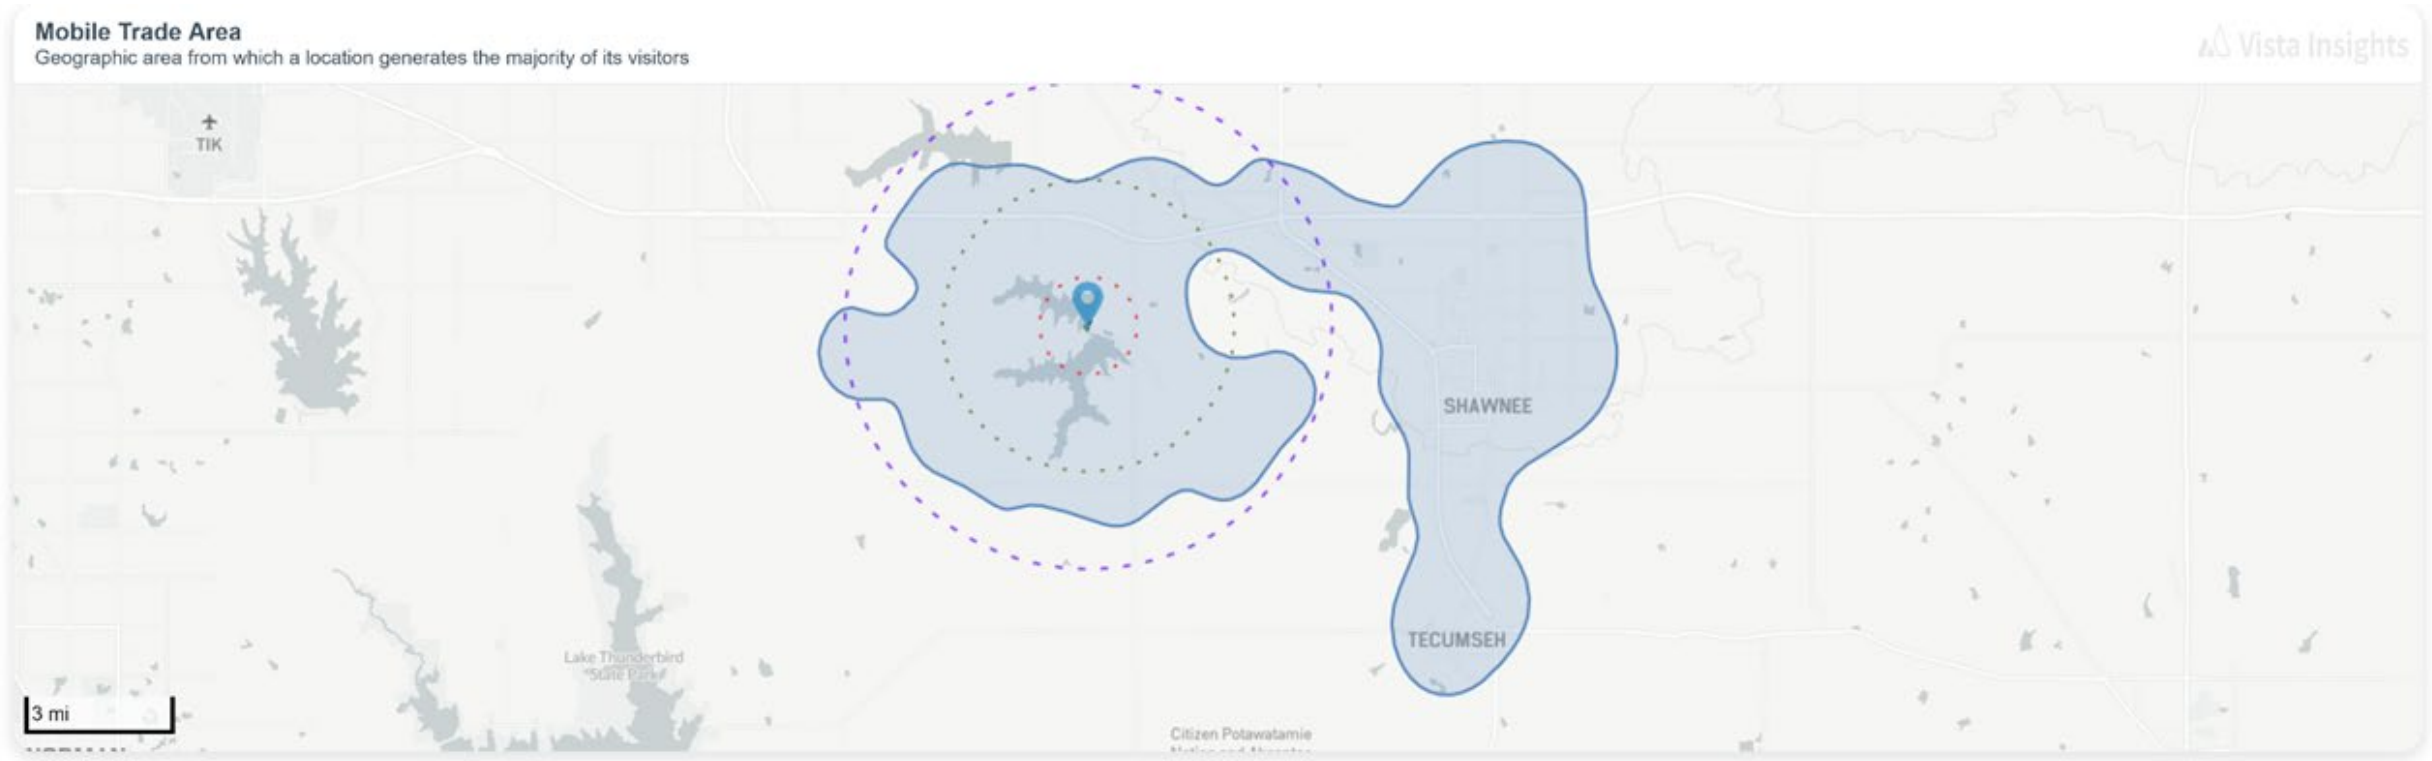 Mobile Trade Area
Geographic area from which a location generates the majority of its visitors
Vista Insights
TIK
SHAWNEE
TECUMSEH
Lake Thunderbird
State Park
3 mi
Citizen Potawatamie